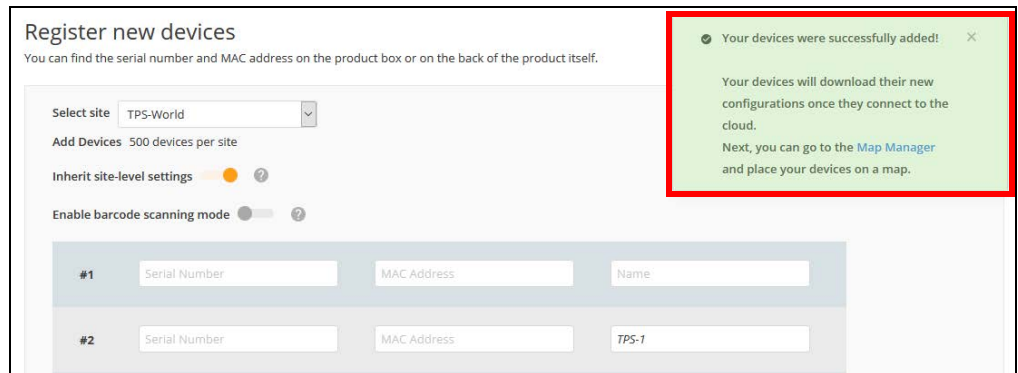 Register new devices
You can find the serial number and MAC address on the product box or on the back of the product itself.
Select site TPS-World
Add Devices 500 devices per site
Inherit site-level settings ?
Enable barcode scanning mode ?
#1 Serial Number MAC Address Name
#2 Serial Number MAC Address TPS-1
Your devices were successfully added! ×
Your devices will download their new
configurations once they connect to the
cloud.
Next, you can go to the Map Manager
and place your devices on a map.